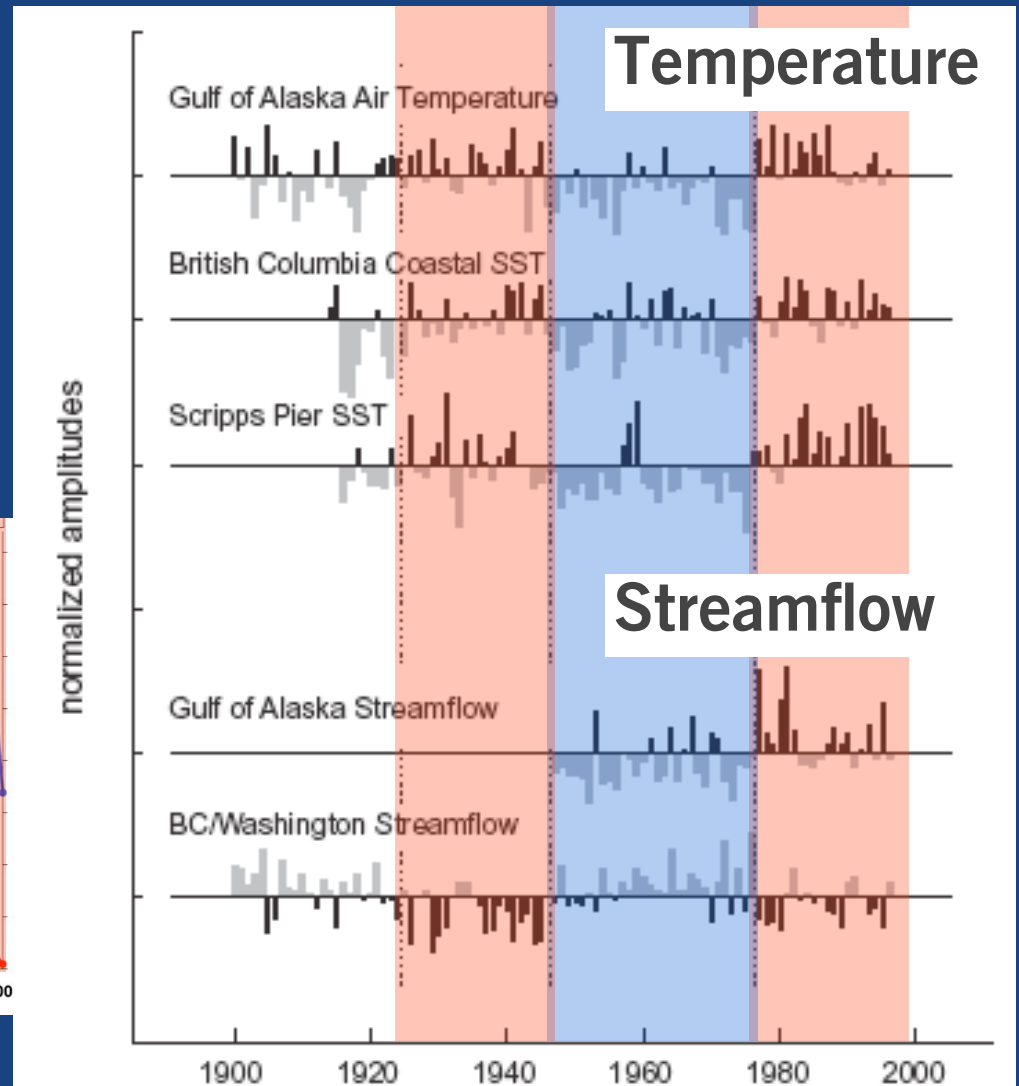 Temperature
Gulf of Alaska Air Temperature
British Columbia Coastal SST
Scripps Pier SST
normalized amplitudes
Streamflow
Gulf of Alaska Streamflow
BC/Washington Streamflow
00
1900 1920 1940 1960 1980 2000